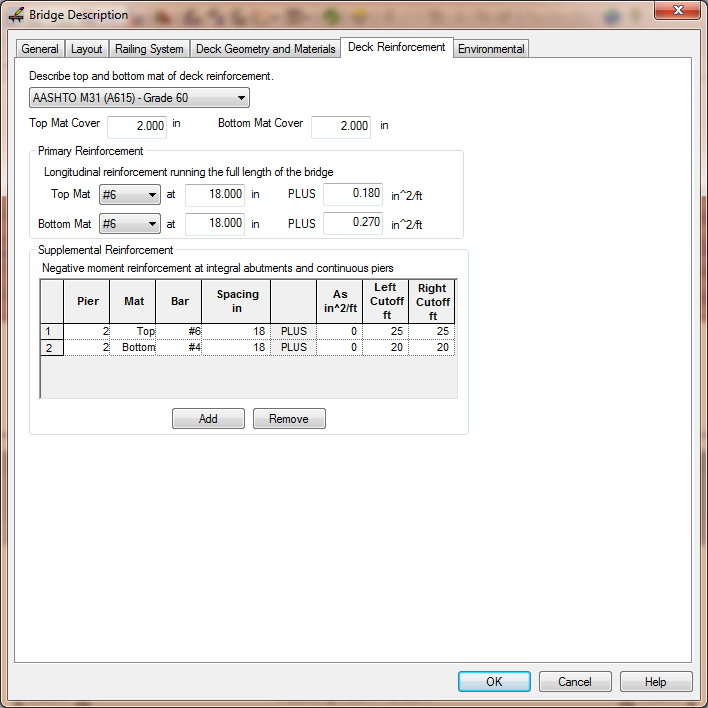 Bridge Description
General Layout Railing System Deck Geometry and Materials Deck Reinforcement Environmental
Describe top and bottom mat of deck reinforcement.
AASHTO M31 (A615) - Grade 60
Top Mat Cover 2.000 in Bottom Mat Cover 2.000 in
Primary Reinforcement
Longitudinal reinforcement running the full length of the bridge
Top Mat #6 at 18.000 in PLUS 0.180 in^2/ft
Bottom Mat #6 at 18.000 in PLUS 0.270 in^2/ft
Supplemental Reinforcement
Negative moment reinforcement at integral abutments and continuous piers
Pier Mat Bar Spacing in As in^2/ft Left Cutoff ft Right Cutoff ft
1 2 Top #6 18 PLUS 0 25 25
2 2 Bottom #4 18 PLUS 0 20 20
Add Remove
OK Cancel Help